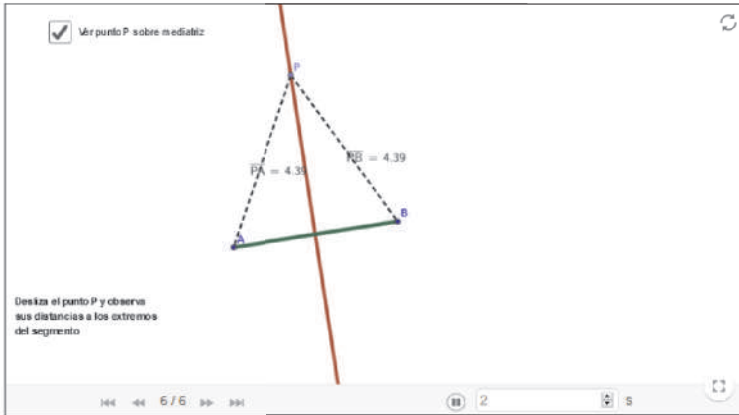 Ver punto P sobre mediatriz
P
PA = 4.39
PB = 4.39
B
A
Desliza el punto P y observa
sus distancias a los extremos
del segmento
6 / 6
2
s